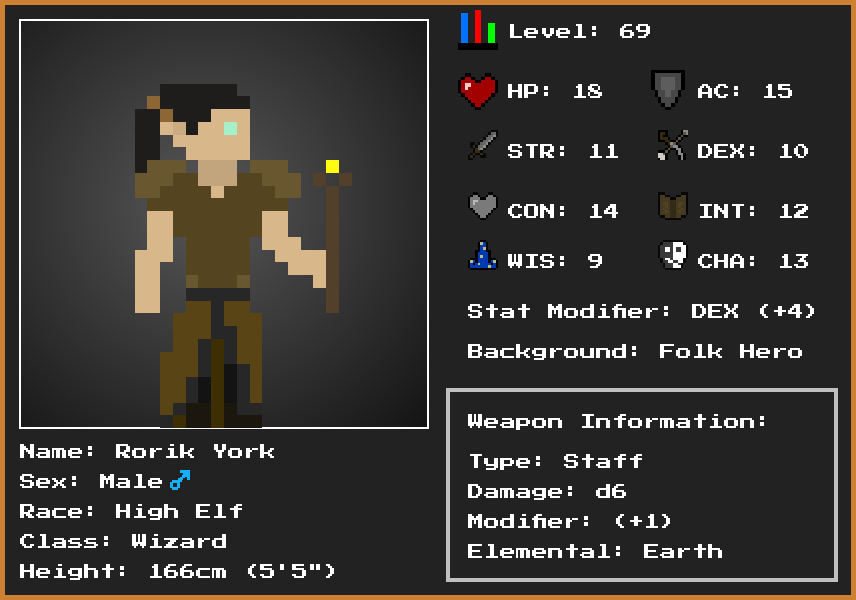 Level: 69
HP: 18 AC: 15
STR: 11 DEX: 10
CON: 14 INT: 12
WIS: 9 CHA: 13
Stat Modifier: DEX (+4)
Background: Folk Hero
Weapon Information:
Type: Staff
Damage: d6
Modifier: (+1)
Elemental: Earth
Name: Rorik York
Sex: Male♂
Race: High Elf
Class: Wizard
Height: 166cm (5'5")